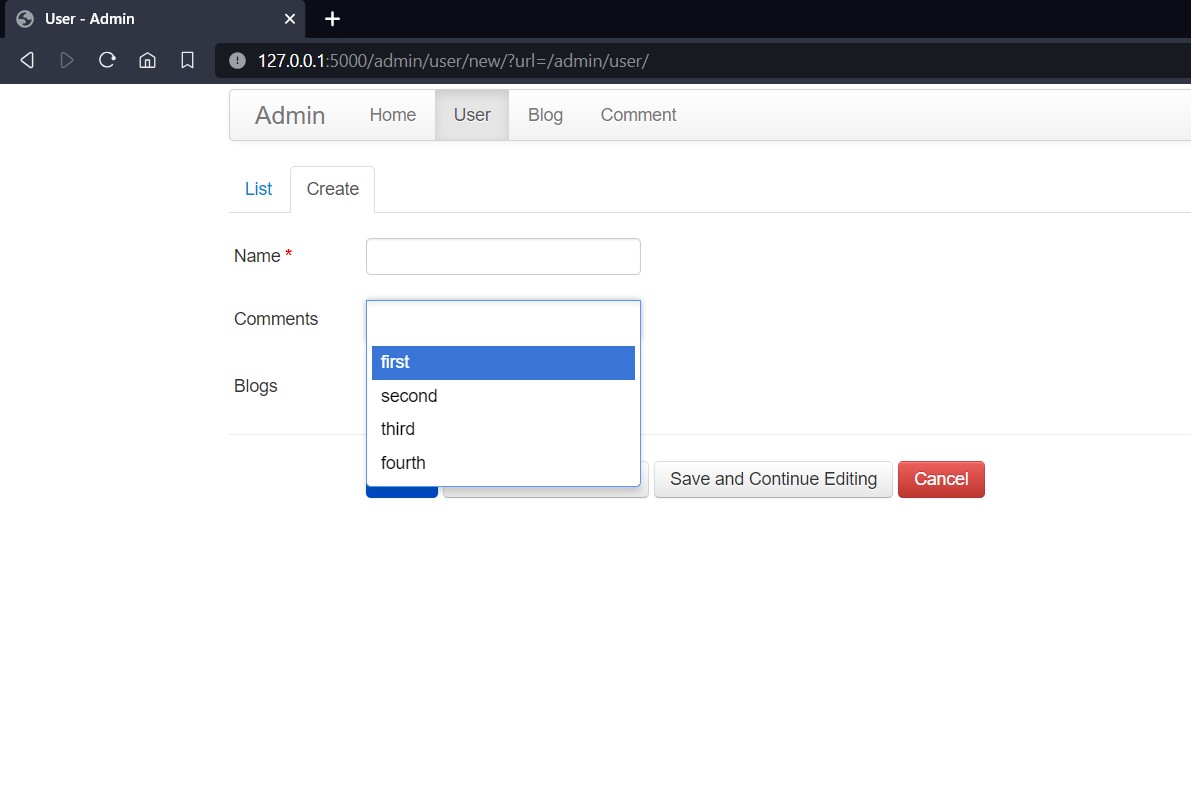 User - Admin
127.0.0.1:5000/admin/user/new/?url=/admin/user/
Admin Home User Blog Comment
List Create
Name *
Comments
first
second
third
fourth
Blogs
Save and Continue Editing Cancel